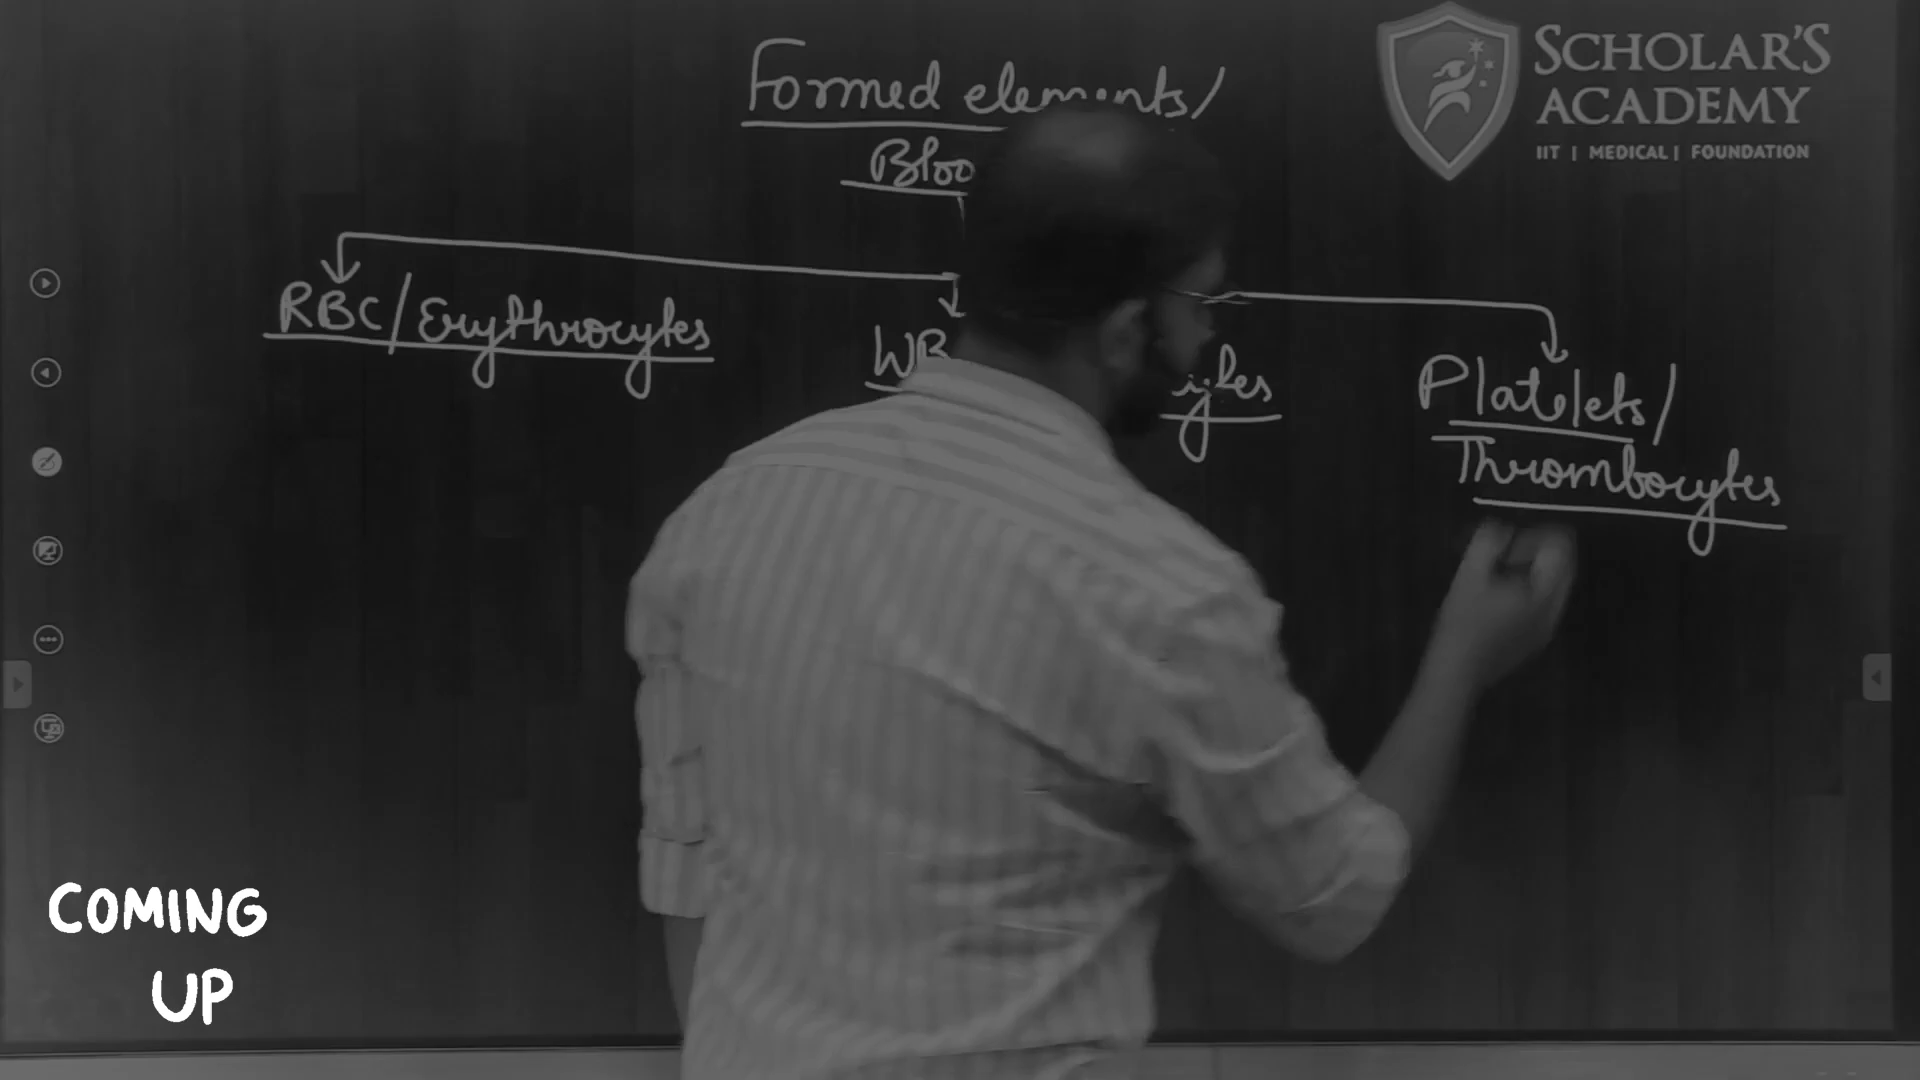 Formed elements/
SCHOLAR'S
ACADEMY
IIT | MEDICAL | FOUNDATION
RBC/Erythrocytes
Platelets/
Thrombocytes
COMING
UP